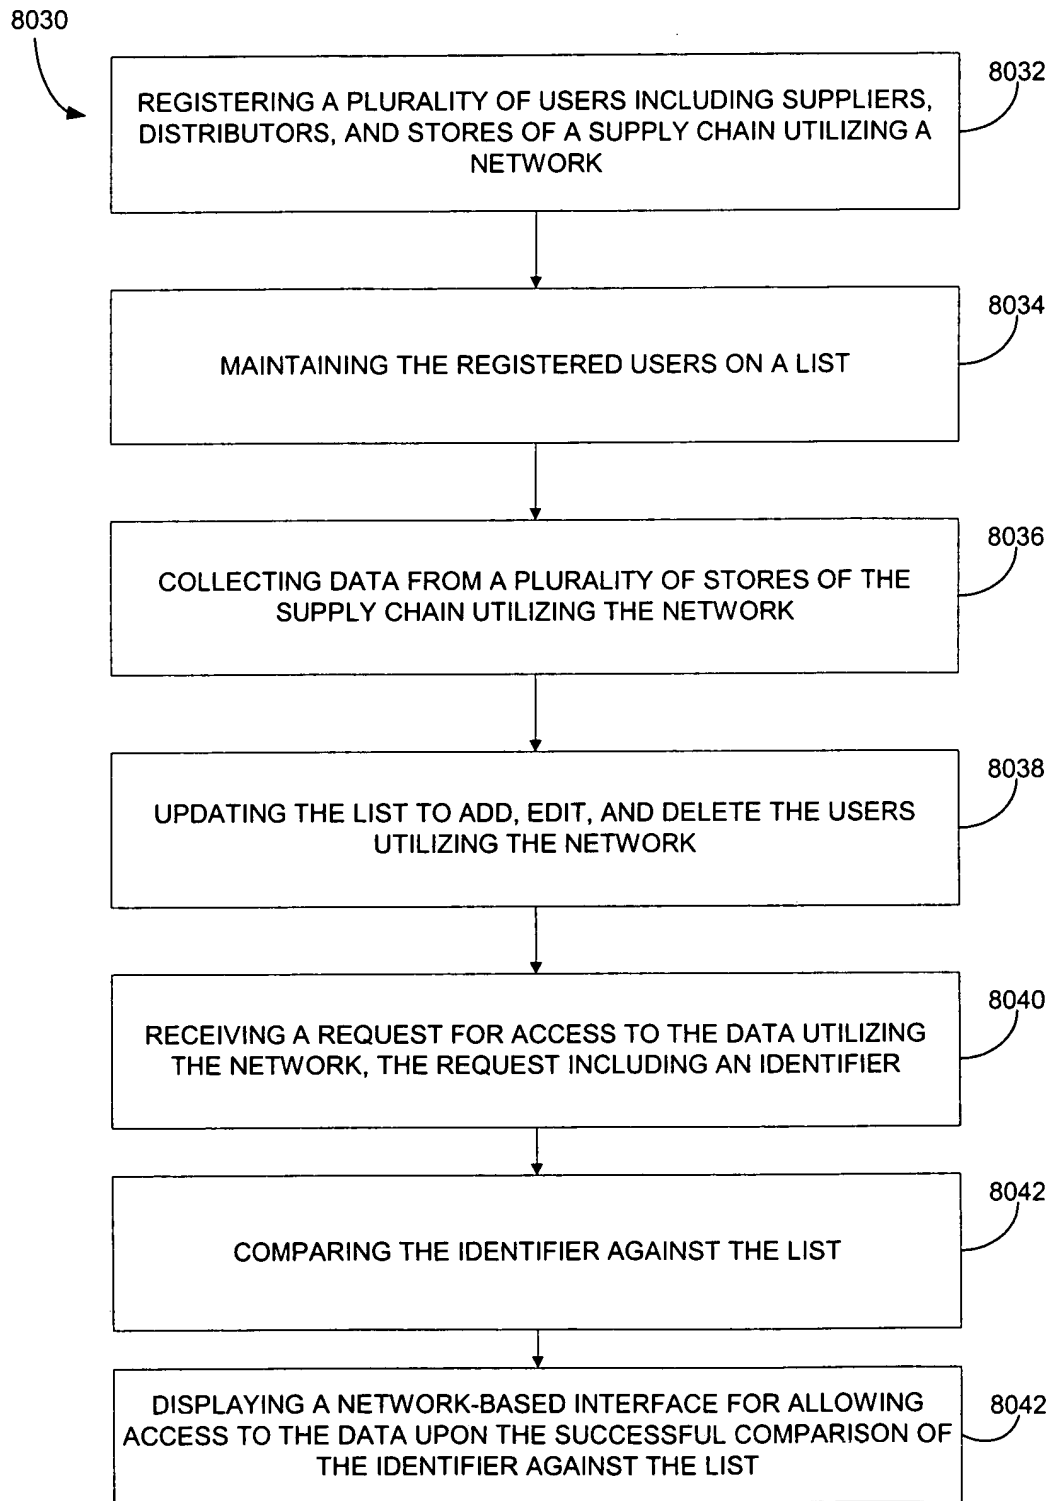 8030
8032
REGISTERING A PLURALITY OF USERS INCLUDING SUPPLIERS,
DISTRIBUTORS, AND STORES OF A SUPPLY CHAIN UTILIZING A
NETWORK
8034
MAINTAINING THE REGISTERED USERS ON A LIST
8036
COLLECTING DATA FROM A PLURALITY OF STORES OF THE
SUPPLY CHAIN UTILIZING THE NETWORK
8038
UPDATING THE LIST TO ADD, EDIT, AND DELETE THE USERS
UTILIZING THE NETWORK
8040
RECEIVING A REQUEST FOR ACCESS TO THE DATA UTILIZING
THE NETWORK, THE REQUEST INCLUDING AN IDENTIFIER
8042
COMPARING THE IDENTIFIER AGAINST THE LIST
8042
DISPLAYING A NETWORK-BASED INTERFACE FOR ALLOWING
ACCESS TO THE DATA UPON THE SUCCESSFUL COMPARISON OF
THE IDENTIFIER AGAINST THE LIST